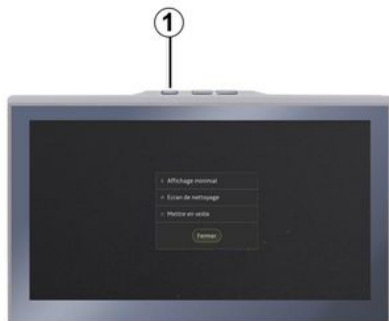 1
Affichage minimal
Ecran de nettoyage
Mettre en veille
Fermer